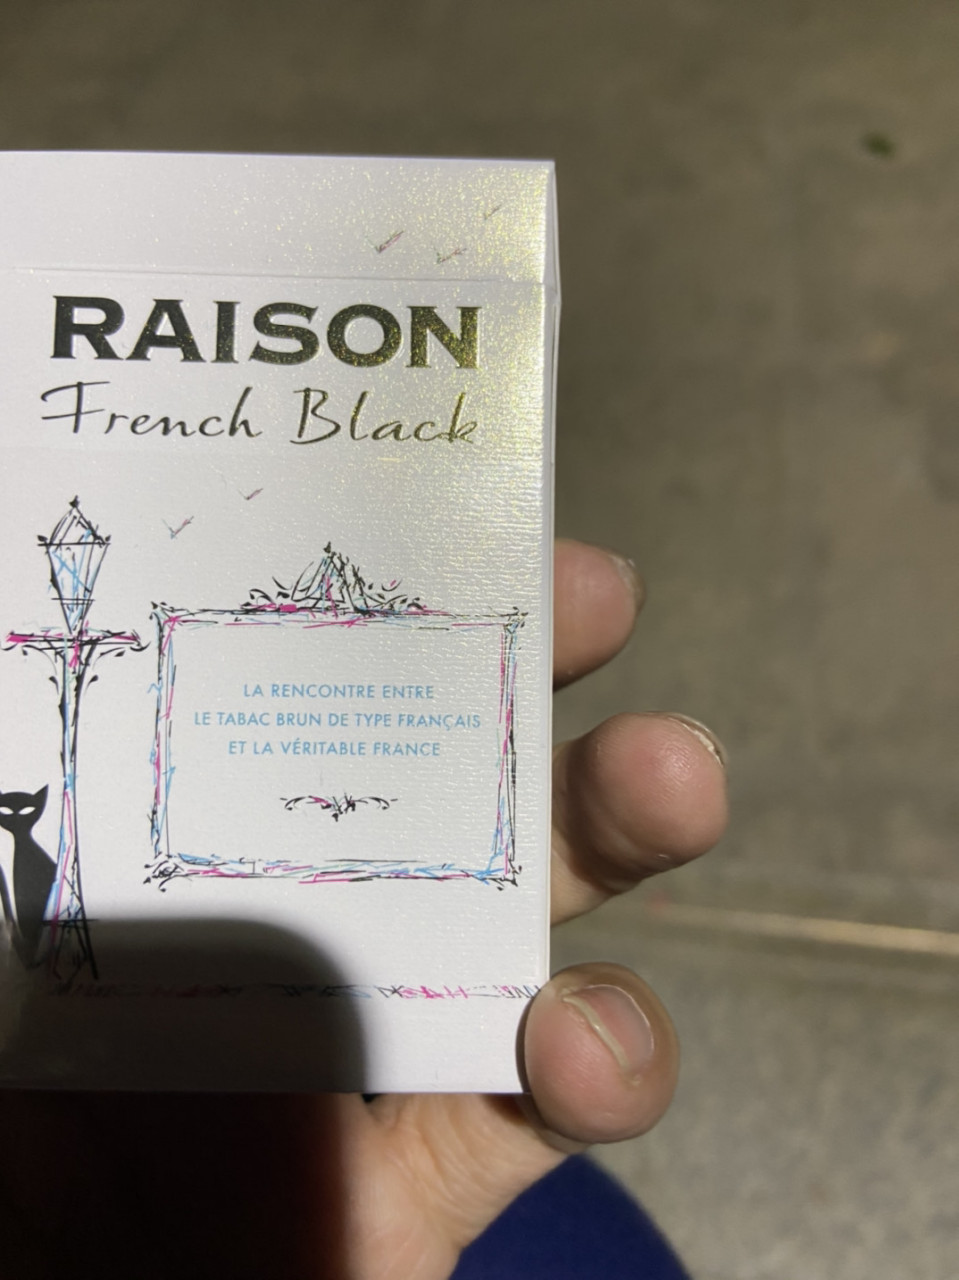 RAISON
French Black
LA RENCONTRE ENTRE
LE TABAC BRUN DE TYPE FRANÇAIS
ET LA VÉRITABLE FRANCE